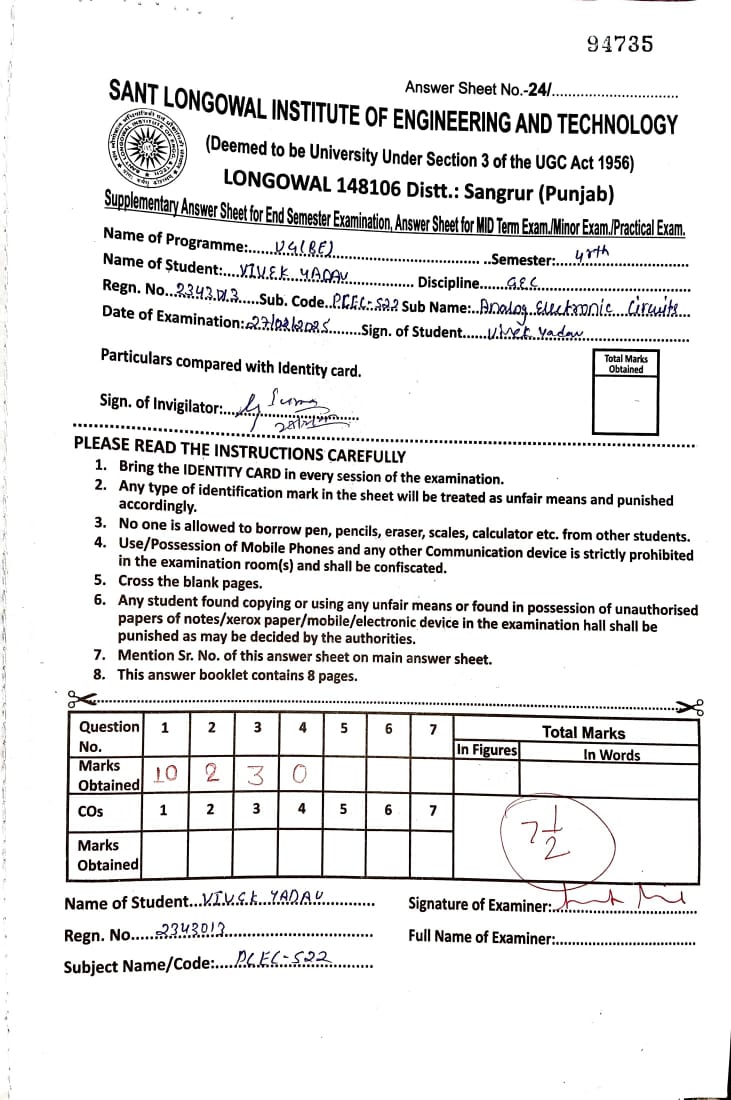 94735
Answer Sheet No.-24/..............................
SANT LONGOWAL INSTITUTE OF ENGINEERING AND TECHNOLOGY
(Deemed to be University Under Section 3 of the UGC Act 1956)
LONGOWAL 148106 Distt.: Sangrur (Punjab)
Supplementary Answer Sheet for End Semester Examination, Answer Sheet for MID Term Exam./Minor Exam./Practical Exam.
Name of Programme:......UG(BE).......Semester:....4rth
Name of Student:....VIVEK YADAV................ Discipline......GEC
Regn. No...2343013.....Sub. Code..PCEC-522 Sub Name:..Analog Electronic Circuits...
Date of Examination:.27/02/2025........Sign. of Student......Vivek Yadav
Particulars compared with Identity card.
Total Marks Obtained
Sign. of Invigilator:...
PLEASE READ THE INSTRUCTIONS CAREFULLY
1. Bring the IDENTITY CARD in every session of the examination.
2. Any type of identification mark in the sheet will be treated as unfair means and punished
accordingly.
3. No one is allowed to borrow pen, pencils, eraser, scales, calculator etc. from other students.
4. Use/Possession of Mobile Phones and any other Communication device is strictly prohibited
in the examination room(s) and shall be confiscated.
5. Cross the blank pages.
6. Any student found copying or using any unfair means or found in possession of unauthorised
papers of notes/xerox paper/mobile/electronic device in the examination hall shall be
punished as may be decided by the authorities.
7. Mention Sr. No. of this answer sheet on main answer sheet.
8. This answer booklet contains 8 pages.
Question No. 1 2 3 4 5 6 7 Total Marks
In Figures In Words
Marks Obtained 10 2 3 0
COs 1 2 3 4 5 6 7
7 1/2
Marks Obtained
Name of Student...VIVEK YADAV...........
Signature of Examiner:..
Regn. No.....2343013
Full Name of Examiner:................................
Subject Name/Code:....PCEC-522...........